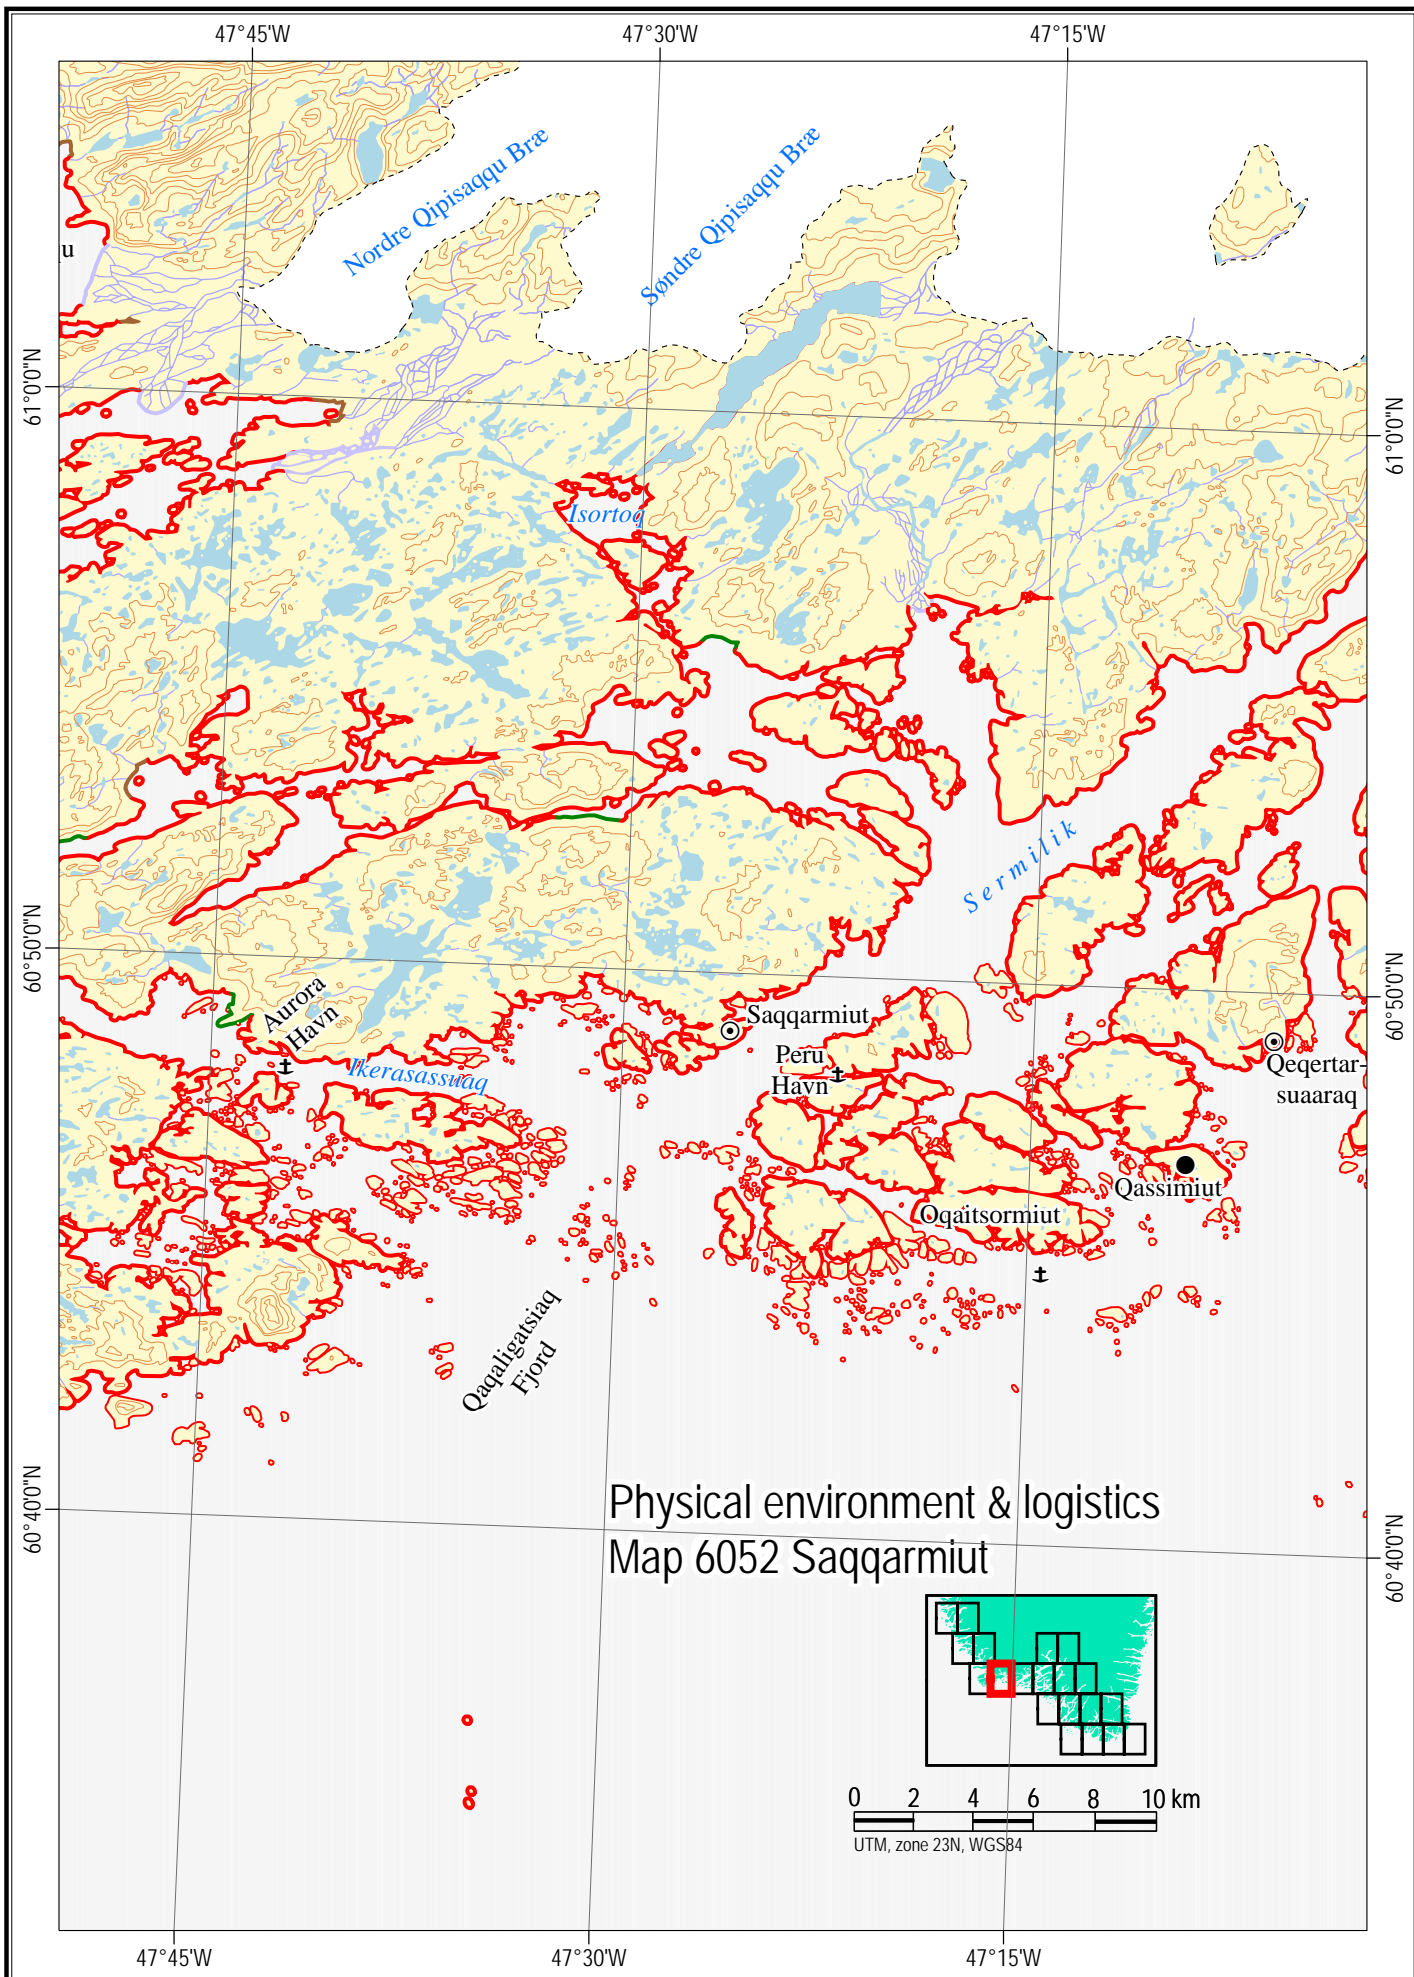 47°45'W
47°30'W
47°15'W
Nordre Qipisaqqu Bræ
Søndre Qipisaqqu Bræ
u
61°0'0"N
61°0'0"N
Isortoq
Sermilik
60°50'0"N
60°50'0"N
Aurora
Havn
Saqqarmiut
Peru
Havn
Qeqertar-
suaaraq
Ikerasassuaq
Qassimiut
Oqaitsormiut
Qaqaligatsiaq
Fjord
60°40'0"N
60°40'0"N
Physical environment & logistics
Map 6052 Saqqarmiut
0 2 4 6 8 10 km
UTM, zone 23N, WGS84
47°45'W
47°30'W
47°15'W